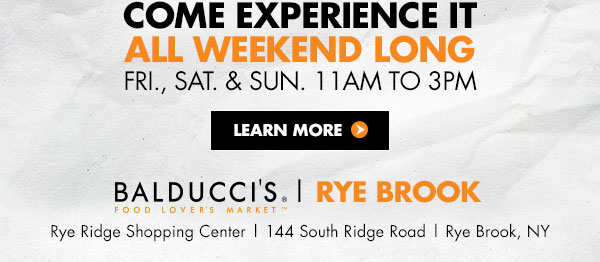 COME EXPERIENCE IT
ALL WEEKEND LONG
FRI., SAT. & SUN. 11AM TO 3PM
LEARN MORE
BALDUCCI'S® | RYE BROOK
FOOD LOVER'S MARKET™
Rye Ridge Shopping Center | 144 South Ridge Road | Rye Brook, NY